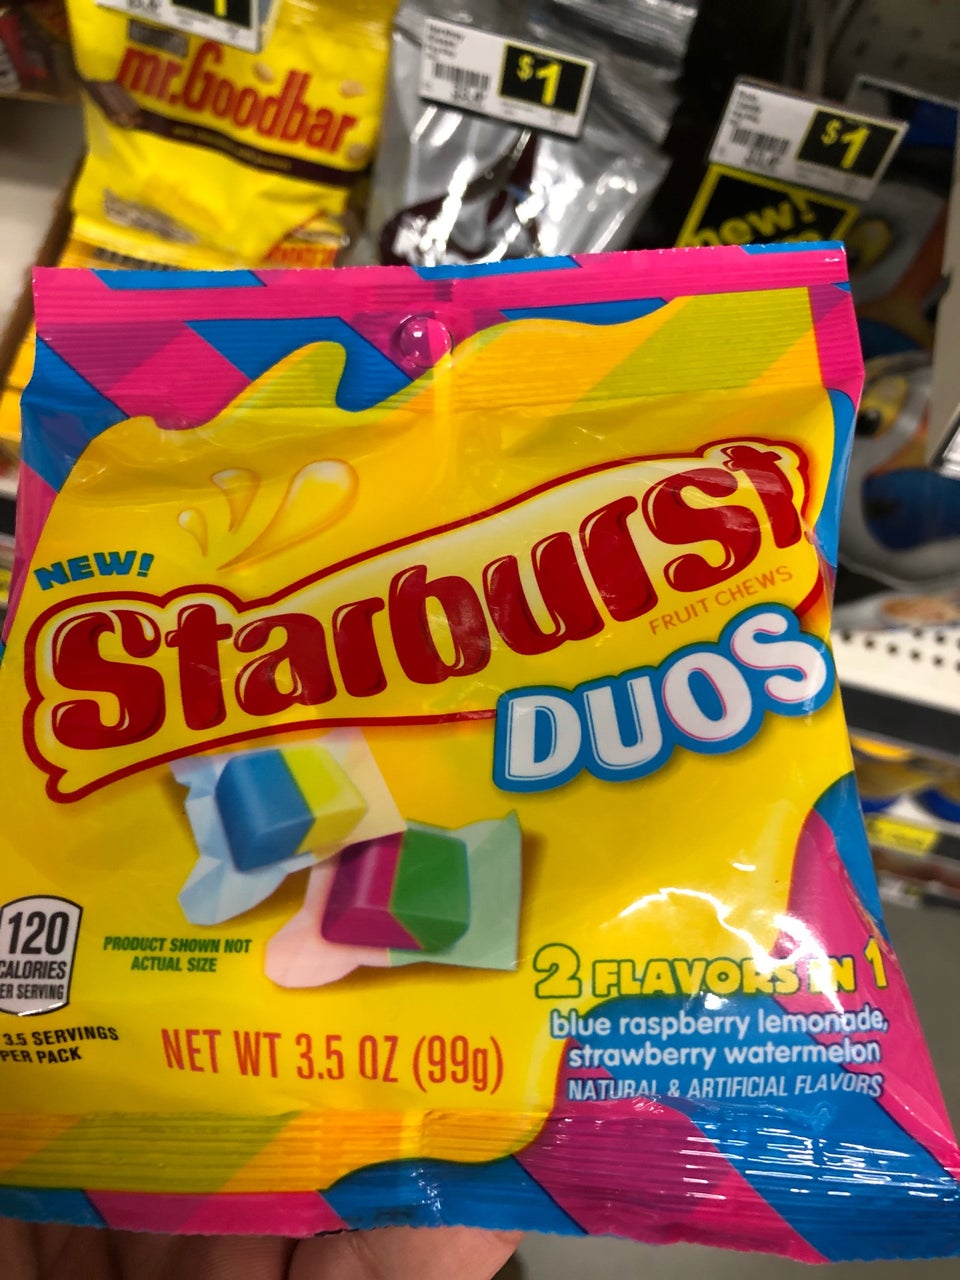 1
mr.Goodbar
$1
$1
new!
NEW!
Starburst
FRUIT CHEWS
DUOS
120
CALORIES
ER SERVING
3.5 SERVINGS
PER PACK
PRODUCT SHOWN NOT
ACTUAL SIZE
NET WT 3.5 OZ (99g)
2 FLAVORS IN 1
blue raspberry lemonade,
strawberry watermelon
NATURAL & ARTIFICIAL FLAVORS